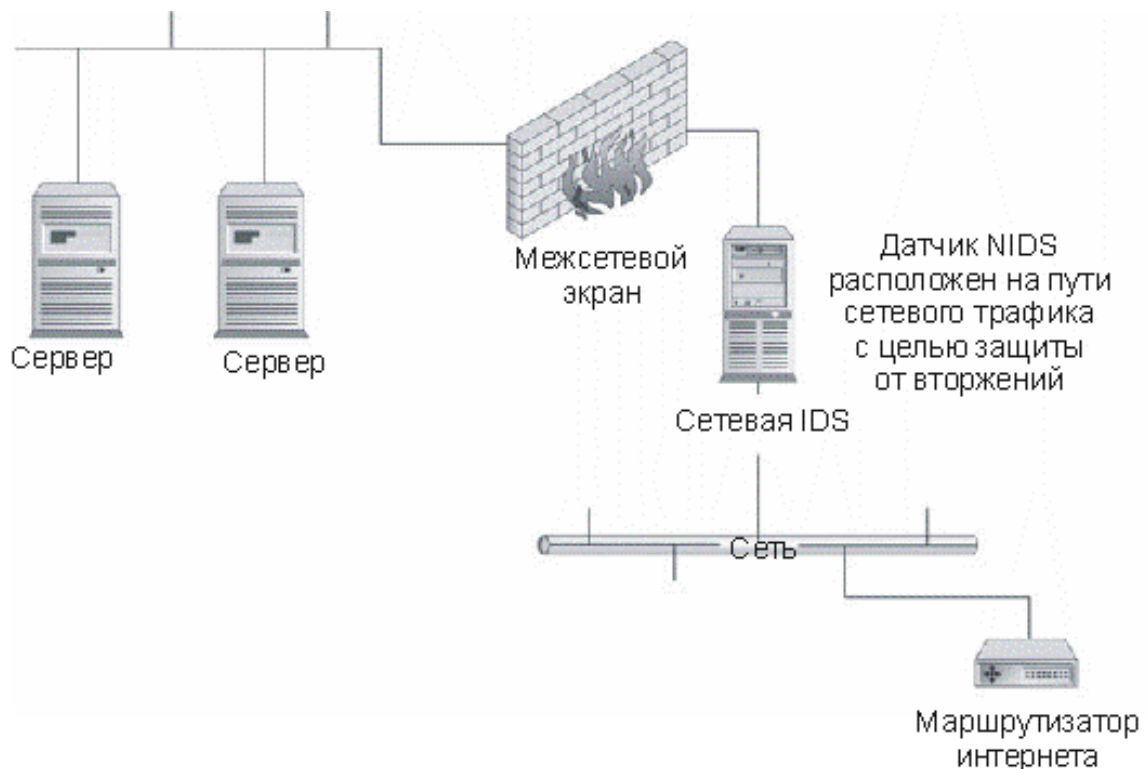 Межсетевой
экран
Датчик NIDS
расположен на пути
сетевого трафика
с целью защиты
от вторжений
Сервер
Сервер
Сетевая IDS
Сеть
Маршрутизатор
интернета